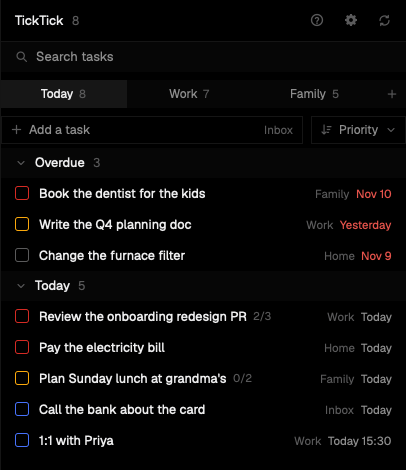 TickTick 8
Search tasks
Today 8 Work 7 Family 5 +
+ Add a task Inbox Priority
Overdue 3
Book the dentist for the kids Family Nov 10
Write the Q4 planning doc Work Yesterday
Change the furnace filter Home Nov 9
Today 5
Review the onboarding redesign PR 2/3 Work Today
Pay the electricity bill Home Today
Plan Sunday lunch at grandma's 0/2 Family Today
Call the bank about the card Inbox Today
1:1 with Priya Work Today 15:30